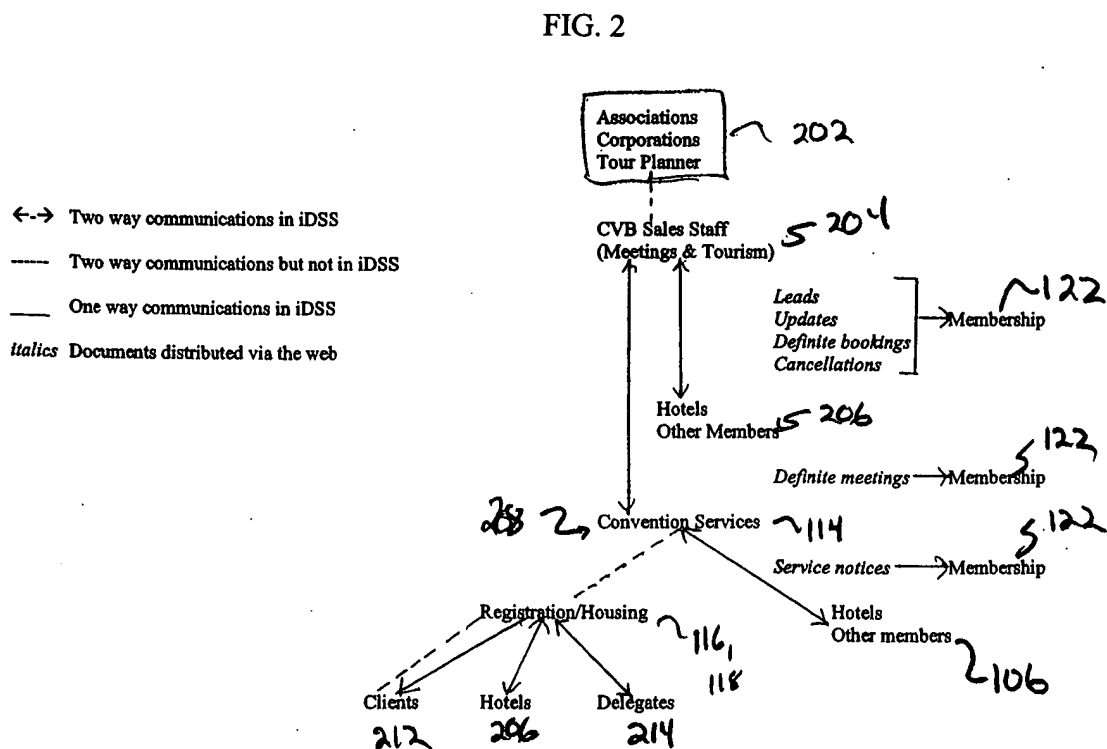 FIG. 2
Associations
Corporations
Tour Planner
202
Two way communications in iDSS
CVB Sales Staff
(Meetings & Tourism)
204
Two way communications but not in iDSS
One way communications in iDSS
italics Documents distributed via the web
Leads
Updates
Definite bookings
Cancellations
Membership
122
Hotels
Other Members
206
Definite meetings
Membership
122
208
Convention Services
114
Service notices
Membership
122
Registration/Housing
116,
118
Hotels
Other members
106
Clients
Hotels
Delegates
212
206
214